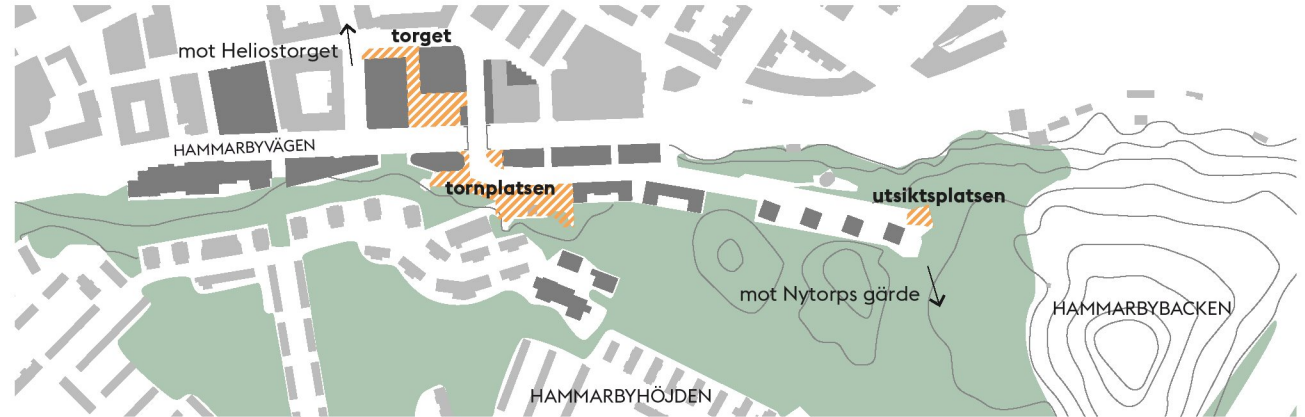 torget
mot Heliostorget
HAMMARBYVÄGEN
tornplatsen
utsiktsplatsen
mot Nytorps gärde
HAMMARBYBACKEN
HAMMARBYHÖJDEN